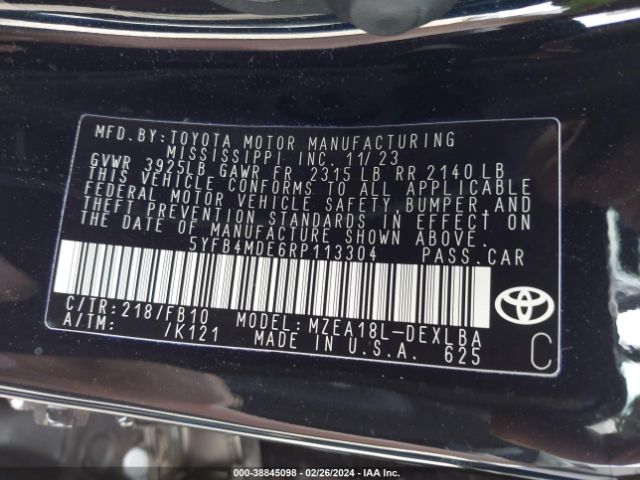 MFD. BY: TOYOTA MOTOR MANUFACTURING
MISSISSIPPI INC. 11/23
GVWR 3925LB GAWR FR 2315 LB RR 2140 LB
THIS VEHICLE CONFORMS TO ALL APPLICABLE
FEDERAL MOTOR VEHICLE SAFETY, BUMPER, AND
THEFT PREVENTION STANDARDS IN EFFECT ON
THE DATE OF MANUFACTURE SHOWN ABOVE.
5YFB4MDE6RP113304 PASS. CAR
C/TR: 218/FB10 MODEL: MZEA18L-DEXLBA
A/TM: /K121 MADE IN U.S.A. 625
TOYOTA
C
000-38845098 - 02/26/2024 - IAA Inc.